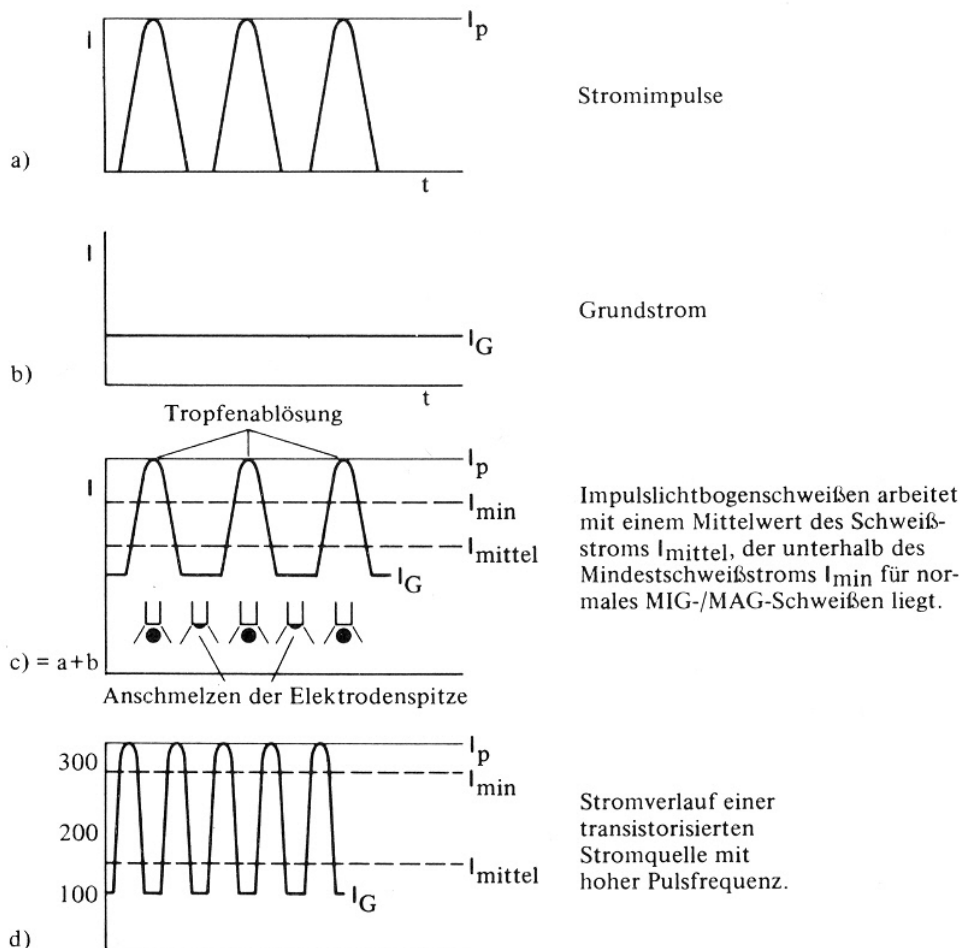 I
I_p
Stromimpulse
a)
t
I
Grundstrom
I_G
b)
t
Tropfenablösung
I_p
I
I_min
I_mittel
I_G
Impulslichtbogenschweißen arbeitet
mit einem Mittelwert des Schweiß-
stroms I_mittel, der unterhalb des
Mindestschweißstroms I_min für nor-
males MIG-/MAG-Schweißen liegt.
c) = a+b
Anschmelzen der Elektrodenspitze
I_p
300
I_min
200
I_mittel
100
I_G
Stromverlauf einer
transistorisierten
Stromquelle mit
hoher Pulsfrequenz.
d)